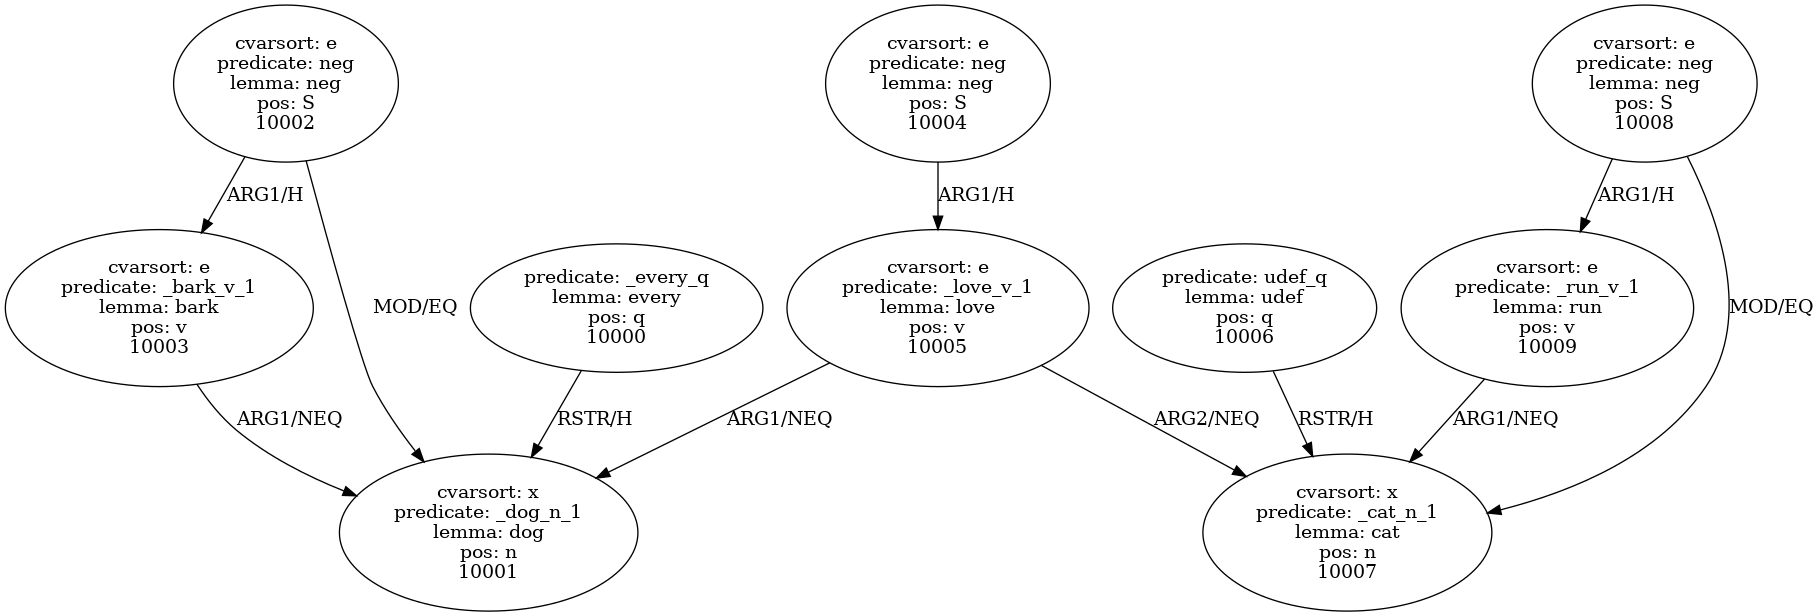 cvarsort: e
predicate: neg
lemma: neg
pos: S
10002
cvarsort: e
predicate: neg
lemma: neg
pos: S
10004
cvarsort: e
predicate: neg
lemma: neg
pos: S
10008
ARG1/H
ARG1/H
ARG1/H
cvarsort: e
predicate: _bark_v_1
lemma: bark
pos: v
10003
MOD/EQ
predicate: _every_q
lemma: every
pos: q
10000
cvarsort: e
predicate: _love_v_1
lemma: love
pos: v
10005
predicate: udef_q
lemma: udef
pos: q
10006
cvarsort: e
predicate: _run_v_1
lemma: run
pos: v
10009
MOD/EQ
ARG1/NEQ
RSTR/H
ARG1/NEQ
ARG2/NEQ
RSTR/H
ARG1/NEQ
cvarsort: x
predicate: _dog_n_1
lemma: dog
pos: n
10001
cvarsort: x
predicate: _cat_n_1
lemma: cat
pos: n
10007